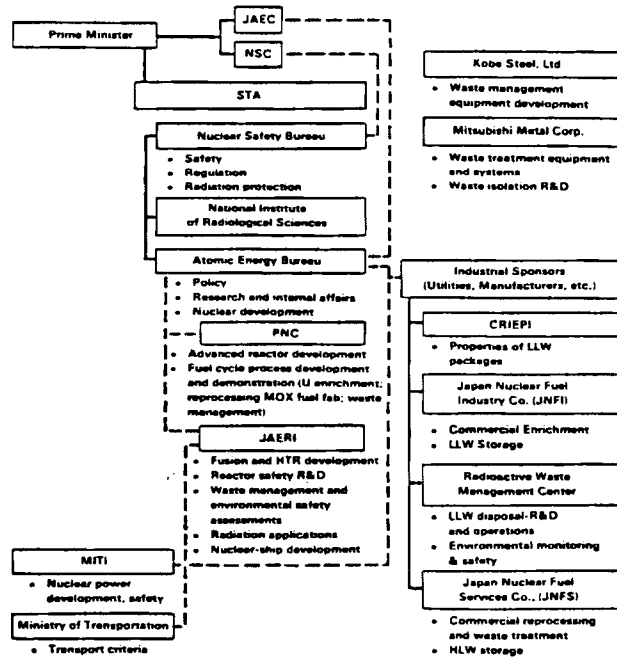 JAEC
Prime Minister
NSC
STA
Nuclear Safety Bureau
• Safety
• Regulation
• Radiation protection
National Institute
of Radiological Sciences
Atomic Energy Bureau
• Policy
• Research and internal affairs
• Nuclear development
PNC
• Advanced reactor development
• Fuel cycle process development
and demonstration (U enrichment;
reprocessing MOX fuel fab; waste
management)
JAERI
• Fusion and HTR development
• Reactor safety R&D
• Waste management and
environmental safety
assessments
• Radiation applications
• Nuclear-ship development
MITI
• Nuclear power
development, safety
Ministry of Transportation
• Transport criteria
Kobe Steel, Ltd
• Waste management
equipment development
Mitsubishi Metal Corp.
• Waste treatment equipment
and systems
• Waste isolation R&D
Industrial Sponsors
(Utilities, Manufacturers, etc.)
CRIEPI
• Properties of LLW
packages
Japan Nuclear Fuel
Industry Co. (JNFI)
• Commercial Enrichment
• LLW Storage
Radioactive Waste
Management Center
• LLW disposal-R&D
and operations
• Environmental monitoring
& safety
Japan Nuclear Fuel
Services Co., (JNFS)
• Commercial reprocessing
and waste treatment
• HLW storage